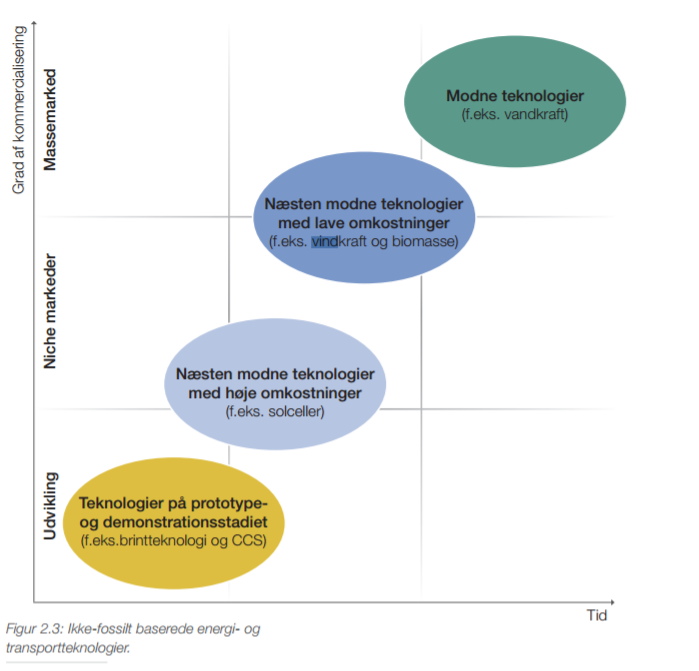 Grad af kommercialisering
Massemarked
Niche markeder
Udvikling
Modne teknologier
(f.eks. vandkraft)
Næsten modne teknologier
med lave omkostninger
(f.eks. vindkraft og biomasse)
Næsten modne teknologier
med høje omkostninger
(f.eks. solceller)
Teknologier på prototype-
og demonstrationsstadiet
(f.eks.brintteknologi og CCS)
Tid
Figur 2.3: Ikke-fossilt baserede energi- og
transportteknologier.